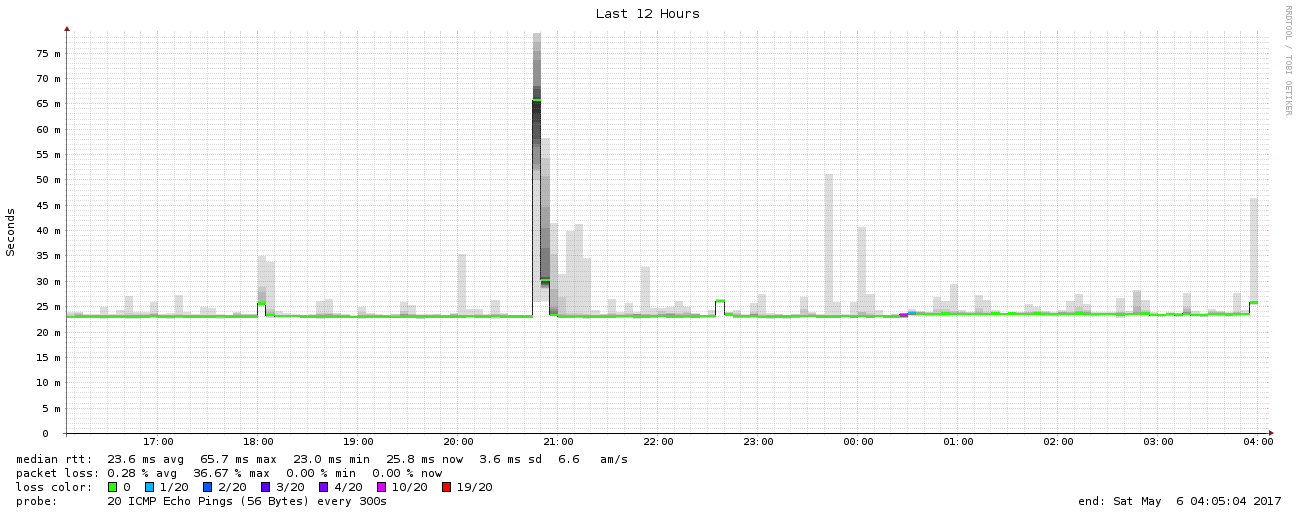 Last 12 Hours
RRDTOOL / TOBI OETIKER
Seconds
75 m
70 m
65 m
60 m
55 m
50 m
45 m
40 m
35 m
30 m
25 m
20 m
15 m
10 m
5 m
0
17:00 18:00 19:00 20:00 21:00 22:00 23:00 00:00 01:00 02:00 03:00 04:00
median rtt: 23.6 ms avg 65.7 ms max 23.0 ms min 25.8 ms now 3.6 ms sd 6.6 am/s
packet loss: 0.28 % avg 36.67 % max 0.00 % min 0.00 % now
loss color: 0 1/20 2/20 3/20 4/20 10/20 19/20
probe: 20 ICMP Echo Pings (56 Bytes) every 300s end: Sat May 6 04:05:04 2017